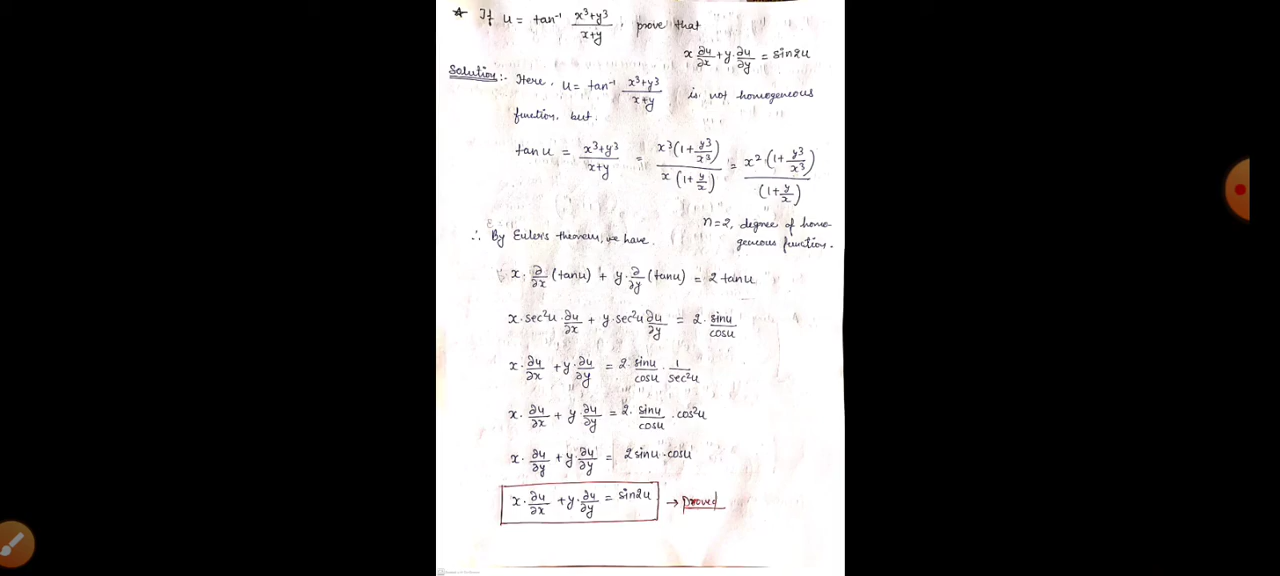 * If u = tan⁻¹ x³+y³/x+y, prove that
x ∂u/∂x + y·∂u/∂y = sin2u
Solution:- Here, u = tan⁻¹ x³+y³/x+y is not homogeneous
function, but.
tan u = x³+y³/x+y = x³(1+y³/x³)/x(1+y/x) = x²·(1+y³/x³)/(1+y/x)
n=2, degree of homo-
geneous function.
∴ By Euler's theorem, we have.
x·∂/∂x(tanu) + y·∂/∂y(tanu) = 2 tanu
x·sec²u·∂u/∂x + y·sec²u ∂u/∂y = 2·sinu/cosu
x·∂u/∂x + y·∂u/∂y = 2·sinu/cosu·1/sec²u
x·∂u/∂x + y·∂u/∂y = 2·sinu/cosu·cos²u
x·∂u/∂y + y·∂u/∂y = 2sinu·cosu
x·∂u/∂x + y·∂u/∂y = sin2u → proved